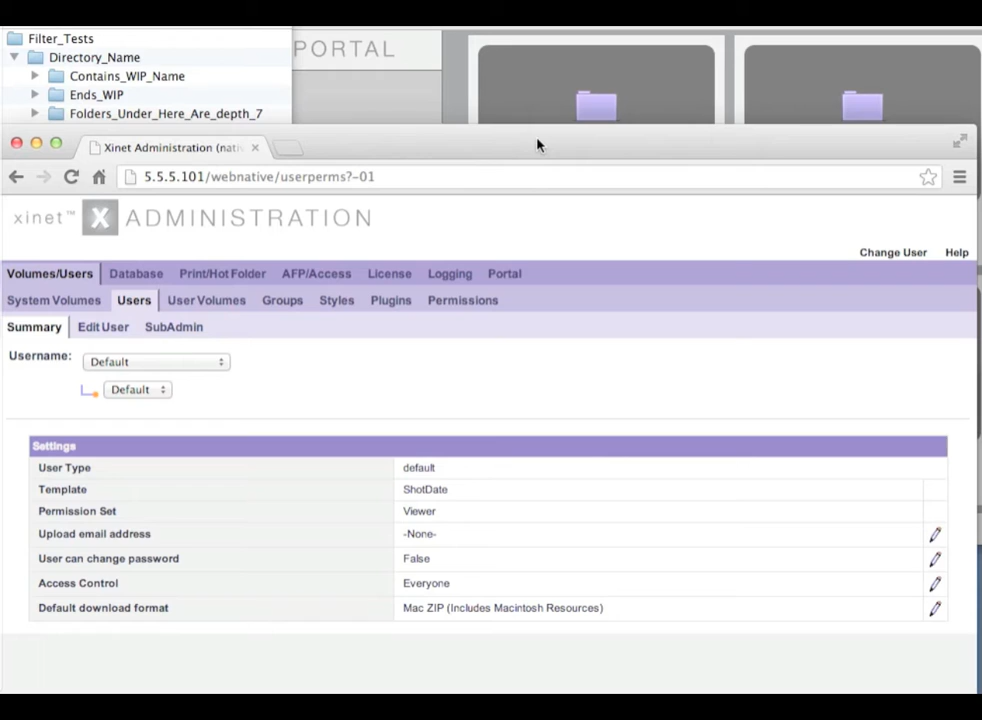 Filter_Tests
PORTAL
Directory_Name
Contains_WIP_Name
Ends_WIP
Folders_Under_Here_Are_depth_7
Xinet Administration (nativ
5.5.5.101/webnative/userperms?-01
xinet™ X ADMINISTRATION
Change User Help
Volumes/Users Database Print/Hot Folder AFP/Access License Logging Portal
System Volumes Users User Volumes Groups Styles Plugins Permissions
Summary Edit User SubAdmin
Username: Default
Default
Settings
User Type default
Template ShotDate
Permission Set Viewer
Upload email address -None-
User can change password False
Access Control Everyone
Default download format Mac ZIP (Includes Macintosh Resources)